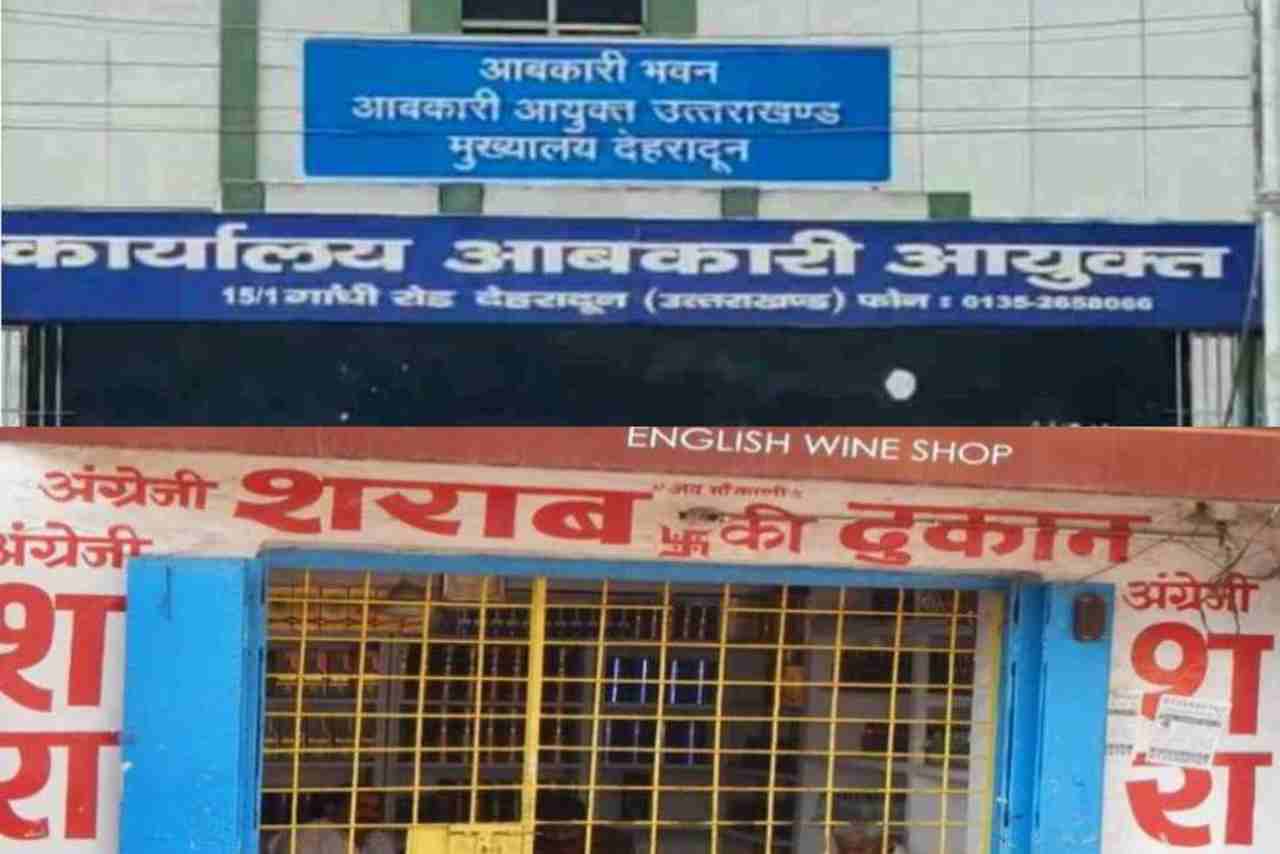 आबकारी भवन
आबकारी आयुक्त उत्तराखण्ड
मुख्यालय देहरादून
कार्यालय आबकारी आयुक्त
15/1 गांधी रोड देहरादून (उत्तराखण्ड) फोन : 0135-2658066
ENGLISH WINE SHOP
अंग्रेजी शराब की दुकान
अंग्रेजी
श
रा
अंग्रेजी
श
रा